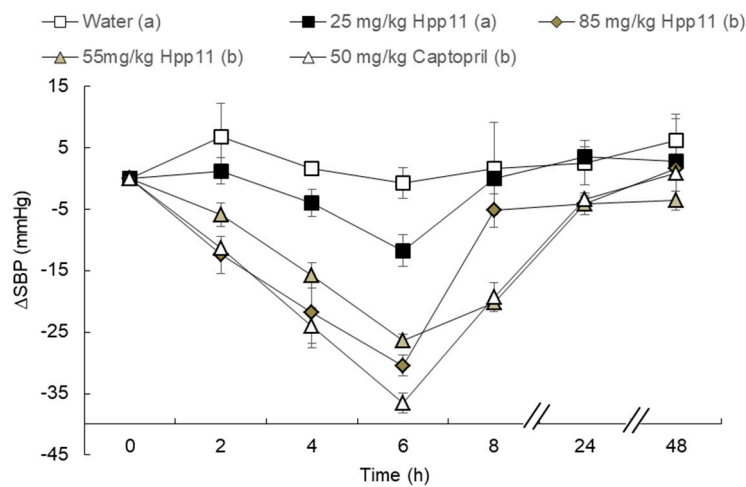 Water (a) 25 mg/kg Hpp11 (a) 85 mg/kg Hpp11 (b)
55mg/kg Hpp11 (b) 50 mg/kg Captopril (b)
15
5
-5
-15
-25
-35
-45
ΔSBP (mmHg)
0 2 4 6 8 24 48
Time (h)